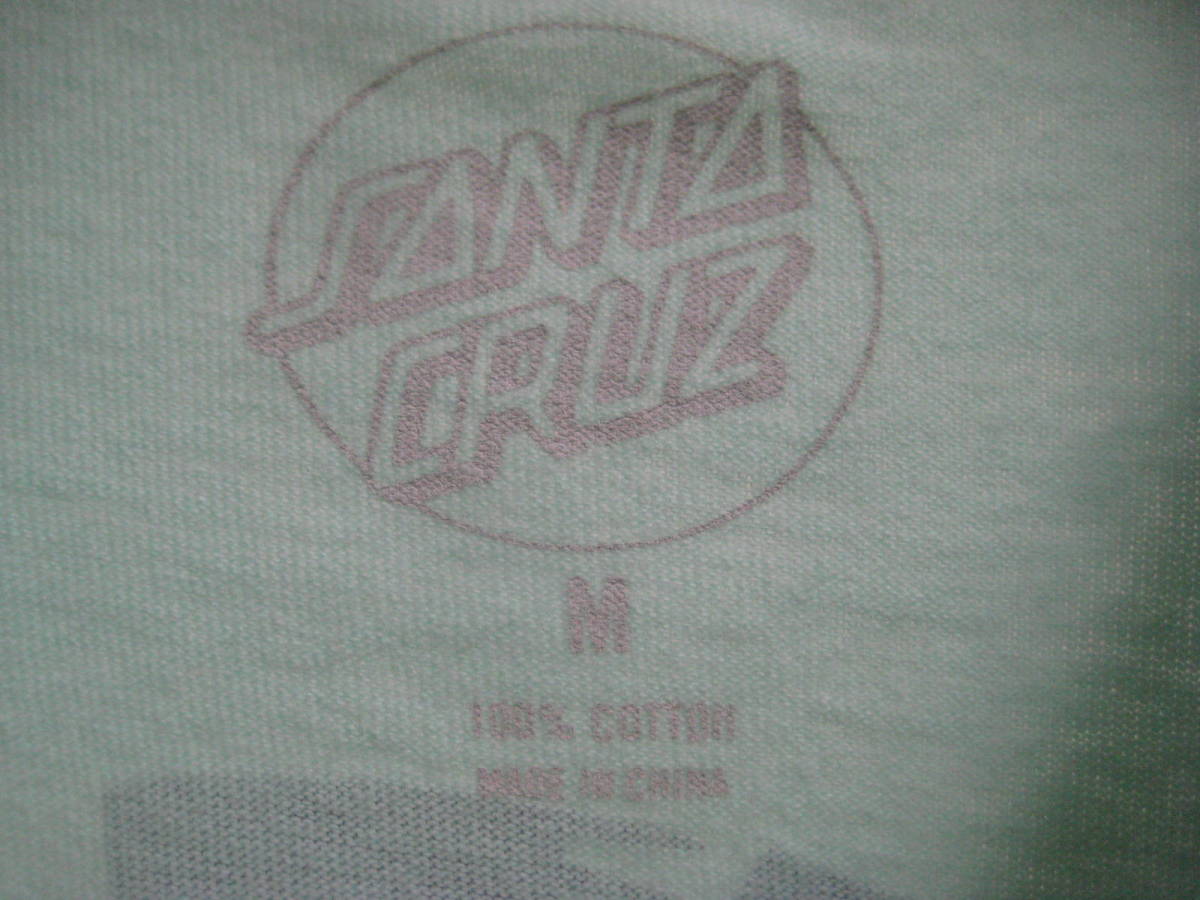 SANTA
CRUZ
M
100% COTTON
MADE IN CHINA